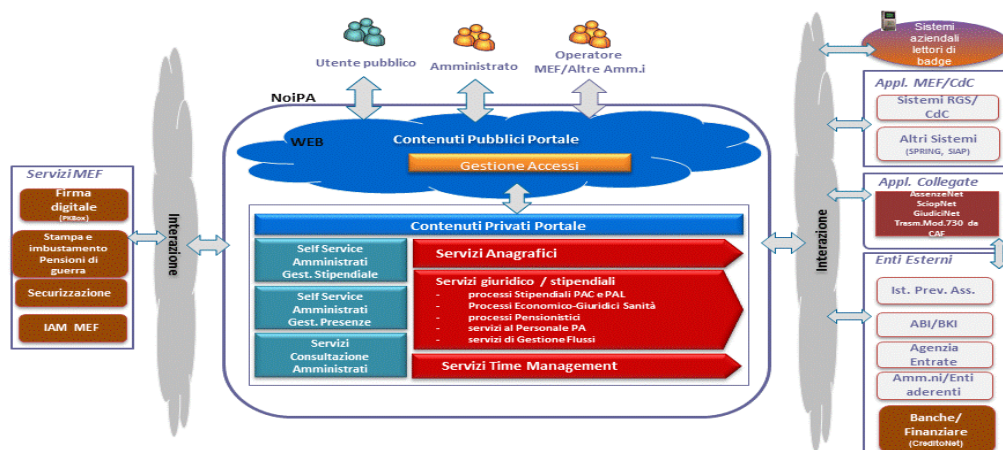 Utente pubblico
Amministrato
Operatore
MEF/Altre Amm.i
NoiPA
WEB
Contenuti Pubblici Portale
Gestione Accessi
Contenuti Privati Portale
Self Service
Amministrati
Gest. Stipendiale
Self Service
Amministrati
Gest. Presenze
Servizi
Consultazione
Amministrati
Servizi Anagrafici
Servizi giuridico / stipendiali
- processi Stipendiali PAC e PAL
- Processi Economico-Giuridici Sanità
- processi Pensionistici
- servizi al Personale PA
- servizi di Gestione Flussi
Servizi Time Management
Servizi MEF
Firma
digitale
(PKBox)
Stampa e
imbustamento
Pensioni di
guerra
Securizzazione
IAM MEF
Interazione
Interazione
Sistemi
aziendali
lettori di
badge
Appl. MEF/CdC
Sistemi RGS/
CdC
Altri Sistemi
(SPRING, SIAP)
Appl. Collegate
AssenzeNet
SciopNet
GiudiciNet
Trasm.Mod.730 da
CAF
Enti Esterni
Ist. Prev. Ass.
ABI/BKI
Agenzia
Entrate
Amm.ni/Enti
aderenti
Banche/
Finanziare
(CreditoNet)